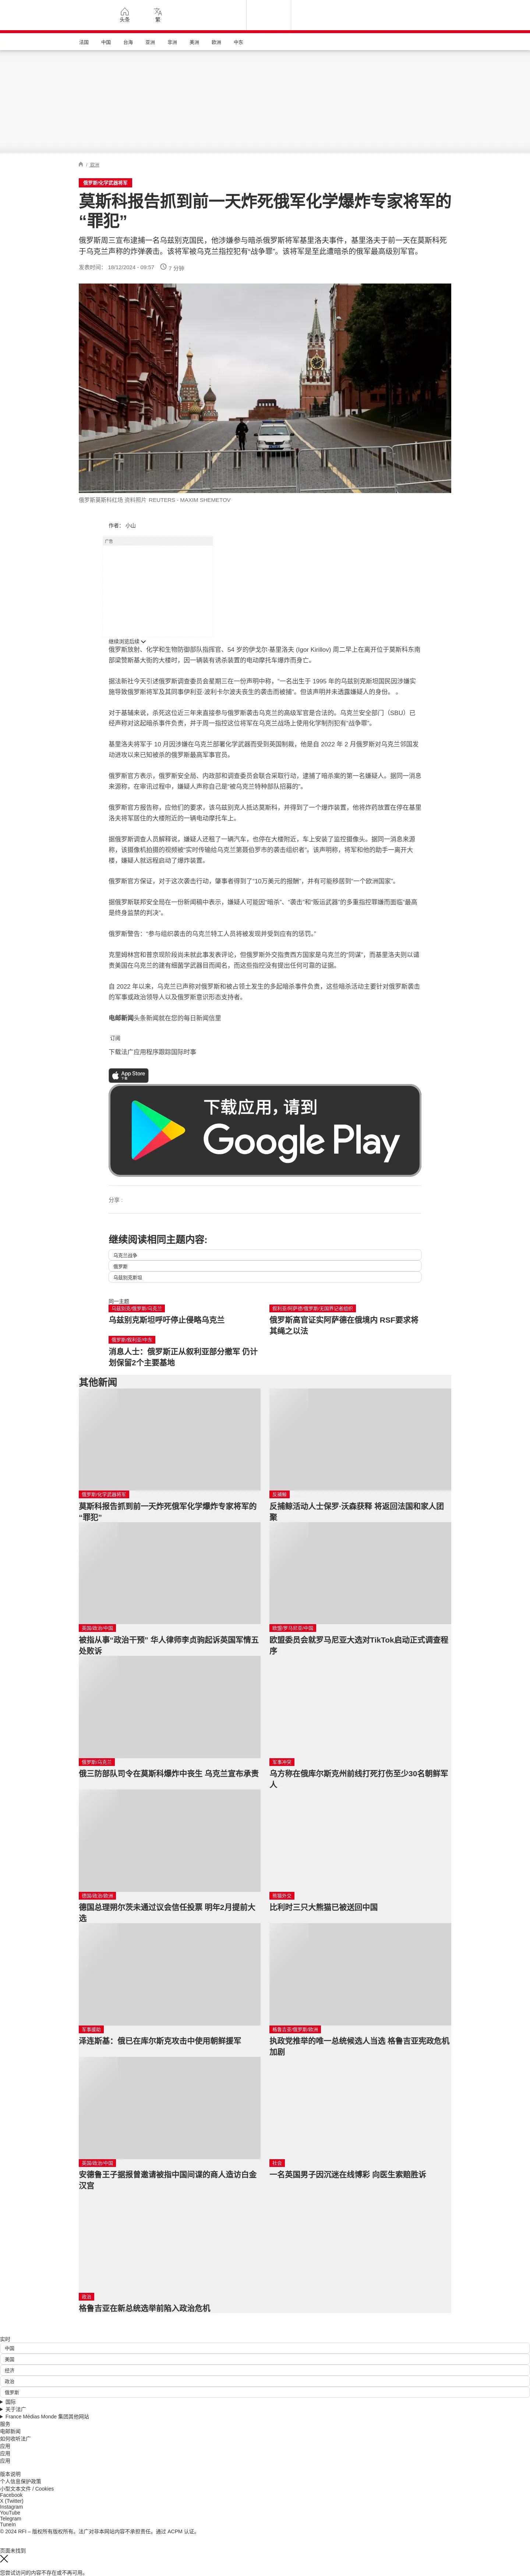 头条
繁
法国
中国
台海
亚洲
非洲
美洲
欧洲
中东
/ 亚洲
俄罗斯/化学武器将军
莫斯科报告抓到前一天炸死俄军化学爆炸专家将军的
“罪犯”
俄罗斯周三宣布逮捕一名乌兹别克国民，他涉嫌参与暗杀俄罗斯将军基里洛夫事件，基里洛夫于前一天在莫斯科死
于乌克兰声称的炸弹袭击。该将军被乌克兰指控犯有“战争罪”。该将军是至此遭暗杀的俄军最高级别军官。
发表时间： 18/12/2024 - 09:57
7 分钟
俄罗斯莫斯科红场 资料照片 REUTERS - MAXIM SHEMETOV
作者： 小山
广告
继续浏览后续
俄罗斯放射、化学和生物防御部队指挥官、54 岁的伊戈尔·基里洛夫 (Igor Kirillov) 周二早上在离开位于莫斯科东南
部梁赞斯基大街的大楼时，因一辆装有诱杀装置的电动摩托车爆炸而身亡。
据法新社今天引述俄罗斯调查委员会星期三在一份声明中称，“一名出生于 1995 年的乌兹别克斯坦国民因涉嫌实
施导致俄罗斯将军及其同事伊利亚·波利卡尔波夫丧生的袭击而被捕”。但该声明并未透露嫌疑人的身份。 。
对于基辅来说，杀死这位近三年来直接参与俄罗斯袭击乌克兰的高级军官是合法的。乌克兰安全部门（SBU）已
经声称对这起暗杀事件负责，并于周一指控这位将军在乌克兰战场上使用化学制剂犯有“战争罪”。
基里洛夫将军于 10 月因涉嫌在乌克兰部署化学武器而受到英国制裁，他是自 2022 年 2 月俄罗斯对乌克兰邻国发
动进攻以来已知被杀的俄罗斯最高军事官员。
俄罗斯官方表示，俄罗斯安全局、内政部和调查委员会联合采取行动，逮捕了暗杀案的第一名嫌疑人。据同一消息
来源称，在审讯过程中，嫌疑人声称自己是“被乌克兰特种部队招募的”。
俄罗斯官方报告称，应他们的要求，该乌兹别克人抵达莫斯科，并得到了一个爆炸装置，他将炸药放置在停在基里
洛夫将军居住的大楼附近的一辆电动摩托车上。
据俄罗斯调查人员解释说，嫌疑人还租了一辆汽车，也停在大楼附近，车上安装了监控摄像头。据同一消息来源
称，该摄像机拍摄的视频被“实时传输给乌克兰第聂伯罗市的袭击组织者”。该声明称，将军和他的助手一离开大
楼，嫌疑人就远程启动了爆炸装置。
俄罗斯官方保证，对于这次袭击行动，肇事者得到了“10万美元的报酬”，并有可能移居到“一个欧洲国家”。
据俄罗斯联邦安全局在一份新闻稿中表示，嫌疑人可能因“暗杀”、“袭击”和“贩运武器”的多重指控罪嫌而面临“最高
是终身监禁的判决”。
俄罗斯警告：“参与组织袭击的乌克兰特工人员将被发现并受到应有的惩罚。”
克里姆林宫和普京现阶段尚未就此事发表评论，但俄罗斯外交指责西方国家是乌克兰的“同谋”，而基里洛夫则以谴
责美国在乌克兰的建有细菌学武器目而闻名，而这些指控没有提出任何可靠的证据。
自 2022 年以来，乌克兰已声称对俄罗斯和被占领土发生的多起暗杀事件负责，这些暗杀活动主要针对俄罗斯袭击
的军事或政治领导人以及俄罗斯意识形态支持者。
电邮新闻头条新闻就在您的每日新闻信里
订阅
下载法广应用程序跟踪国际时事
App Store
下载
下载应用，请到
Google Play
分享 :
继续阅读相同主题内容:
乌克兰战争
俄罗斯
乌兹别克斯坦
同一主题
乌兹别克/俄罗斯/乌克兰
乌兹别克斯坦呼吁停止侵略乌克兰
叙利亚/阿萨德/俄罗斯/无国界记者组织
俄罗斯高官证实阿萨德在俄境内 RSF要求将
其绳之以法
俄罗斯/叙利亚/中东
消息人士：俄罗斯正从叙利亚部分撤军 仍计
划保留2个主要基地
其他新闻
俄罗斯/化学武器将军
莫斯科报告抓到前一天炸死俄军化学爆炸专家将军的
“罪犯”
反捕鲸
反捕鲸活动人士保罗·沃森获释 将返回法国和家人团
聚
英国/政治/中国
被指从事“政治干预” 华人律师李贞驹起诉英国军情五
处败诉
欧盟/罗马尼亚/中国
欧盟委员会就罗马尼亚大选对TikTok启动正式调查程
序
俄罗斯/乌克兰
俄三防部队司令在莫斯科爆炸中丧生 乌克兰宣布承责
军事冲突
乌方称在俄库尔斯克州前线打死打伤至少30名朝鲜军
人
德国/政治/欧洲
德国总理朔尔茨未通过议会信任投票 明年2月提前大
选
熊猫外交
比利时三只大熊猫已被送回中国
军事援助
泽连斯基：俄已在库尔斯克攻击中使用朝鲜援军
格鲁吉亚/俄罗斯/欧洲
执政党推举的唯一总统候选人当选 格鲁吉亚宪政危机
加剧
英国/政治/中国
安德鲁王子据报曾邀请被指中国间谍的商人造访白金
汉宫
社会
一名英国男子因沉迷在线博彩 向医生索赔胜诉
政治
格鲁吉亚在新总统选举前陷入政治危机
实时
中国
美国
经济
政治
俄罗斯
国际
关于法广
France Médias Monde 集团其他网站
服务
电邮新闻
如何收听法广
应用
应用
应用
版本说明
个人信息保护政策
小型文本文件 / Cookies
Facebook
X (Twitter)
Instagram
YouTube
Telegram
TuneIn
© 2024 RFI – 版权所有版权所有。法广对非本网站内容不承担责任。通过 ACPM 认证。
页面未找到
您尝试访问的内容不存在或不再可用。